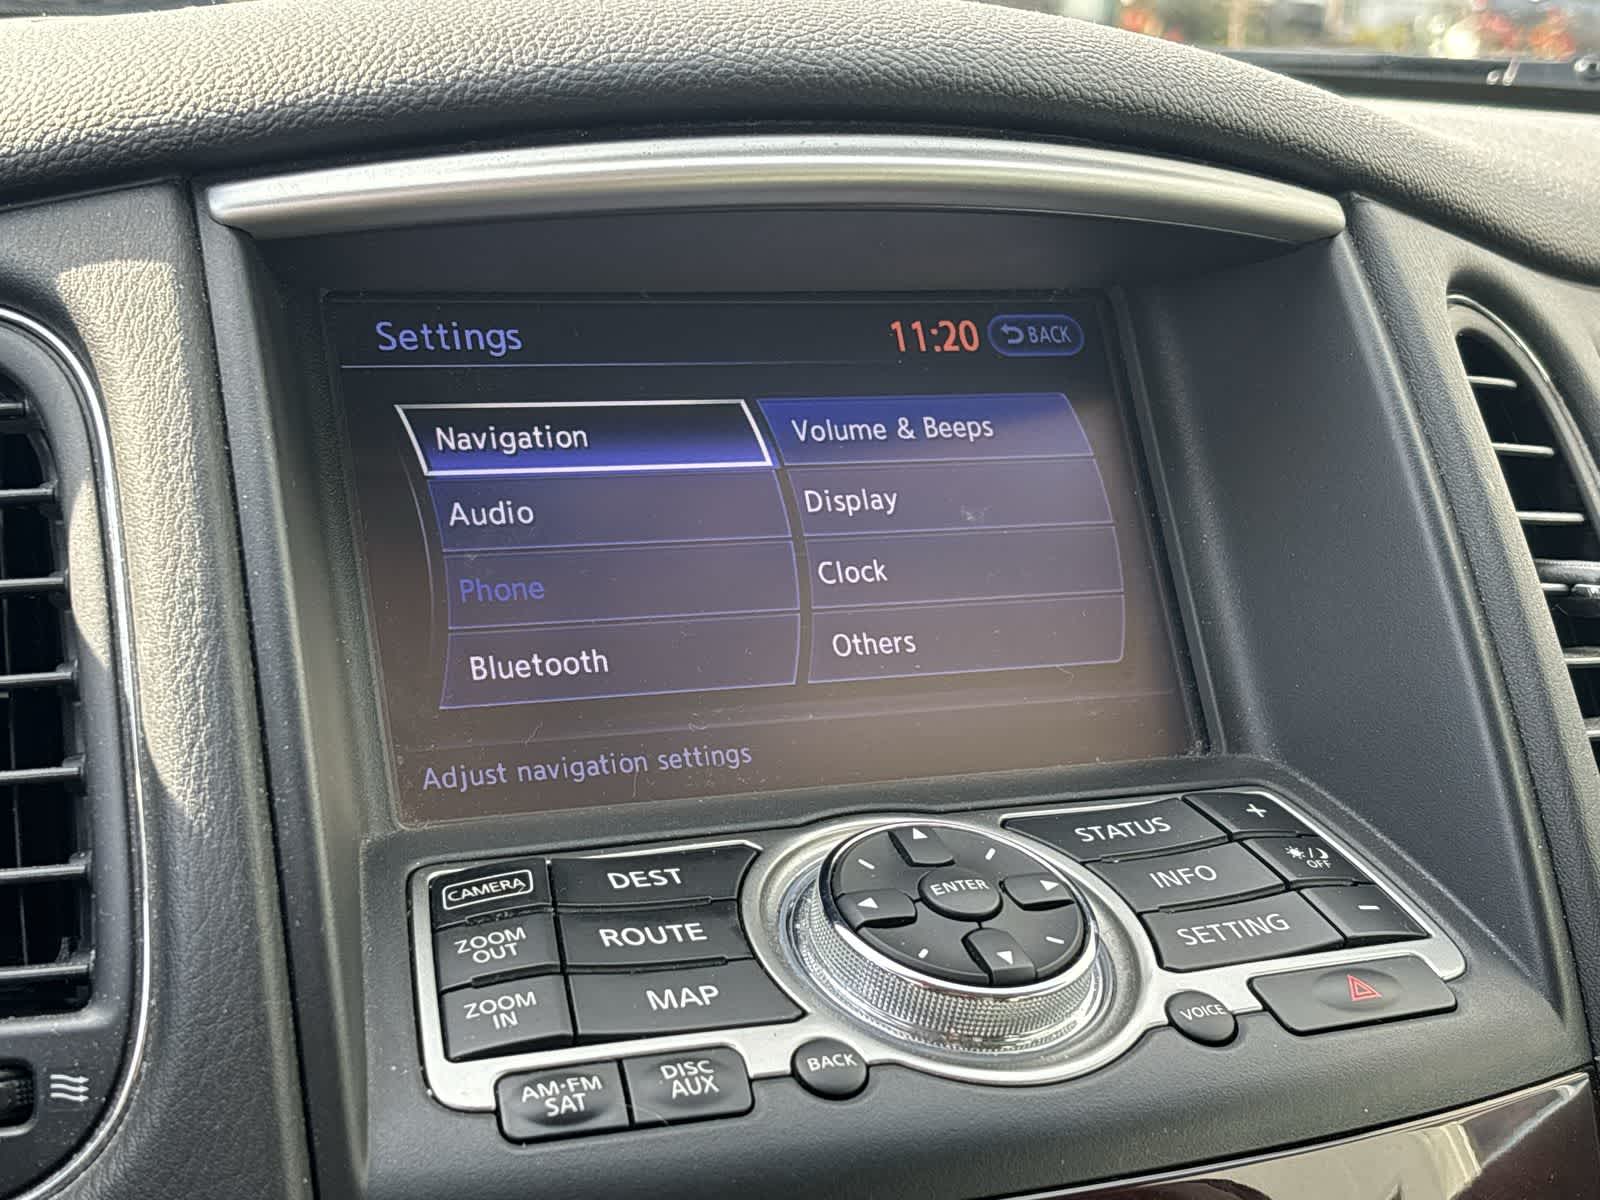 Settings
11:20 BACK
Navigation
Volume & Beeps
Audio
Display
Phone
Clock
Bluetooth
Others
Adjust navigation settings
CAMERA
DEST
ZOOM
OUT
ROUTE
ZOOM
IN
MAP
ENTER
STATUS
+
INFO
OFF
SETTING
-
AM·FM
SAT
DISC
AUX
BACK
VOICE